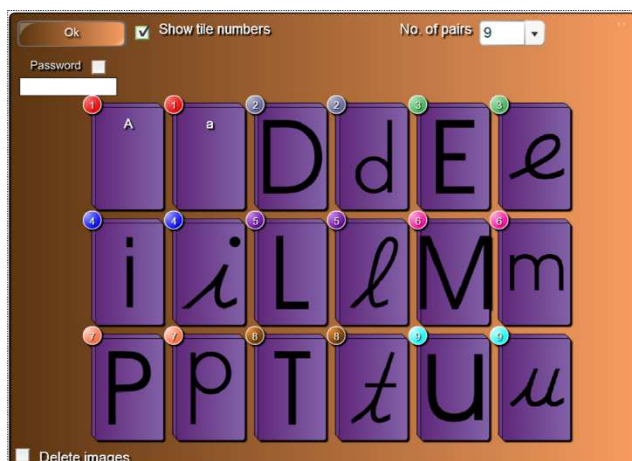 Ok Show tile numbers No. of pairs 9
Password
1 1 2 2 3 3
A a D d E e
4 4 5 5 6 6
i i L l M m
7 7 8 8 9 9
P p T t U u
Delete images